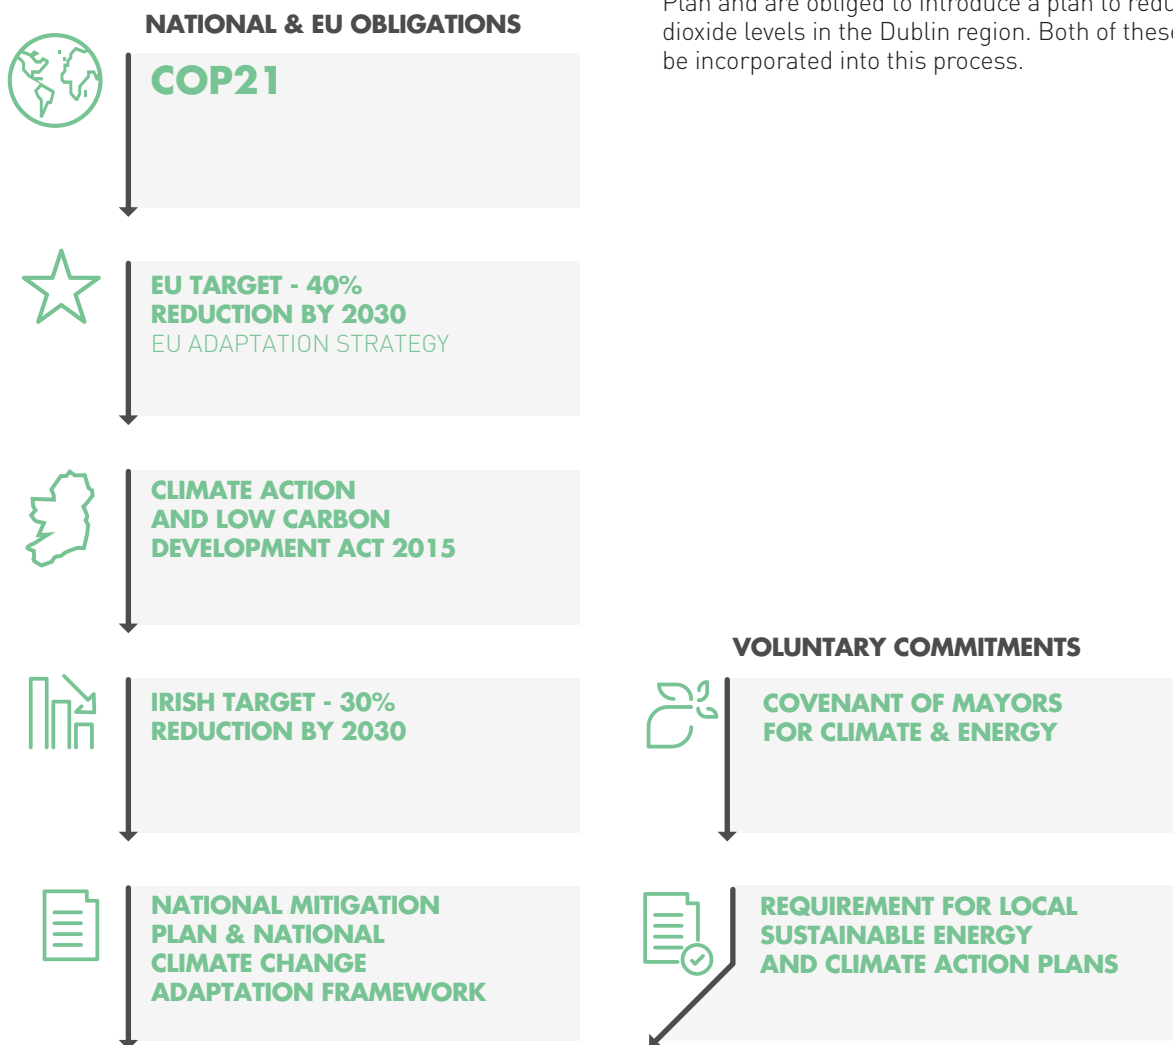 NATIONAL & EU OBLIGATIONS
COP21
EU TARGET - 40%
REDUCTION BY 2030
EU ADAPTATION STRATEGY
CLIMATE ACTION
AND LOW CARBON
DEVELOPMENT ACT 2015
IRISH TARGET - 30%
REDUCTION BY 2030
NATIONAL MITIGATION
PLAN & NATIONAL
CLIMATE CHANGE
ADAPTATION FRAMEWORK
Plan and are obliged to introduce a plan to
dioxide levels in the Dublin region. Both of these
be incorporated into this process.
VOLUNTARY COMMITMENTS
COVENANT OF MAYORS
FOR CLIMATE & ENERGY
REQUIREMENT FOR LOCAL
SUSTAINABLE ENERGY
AND CLIMATE ACTION PLANS